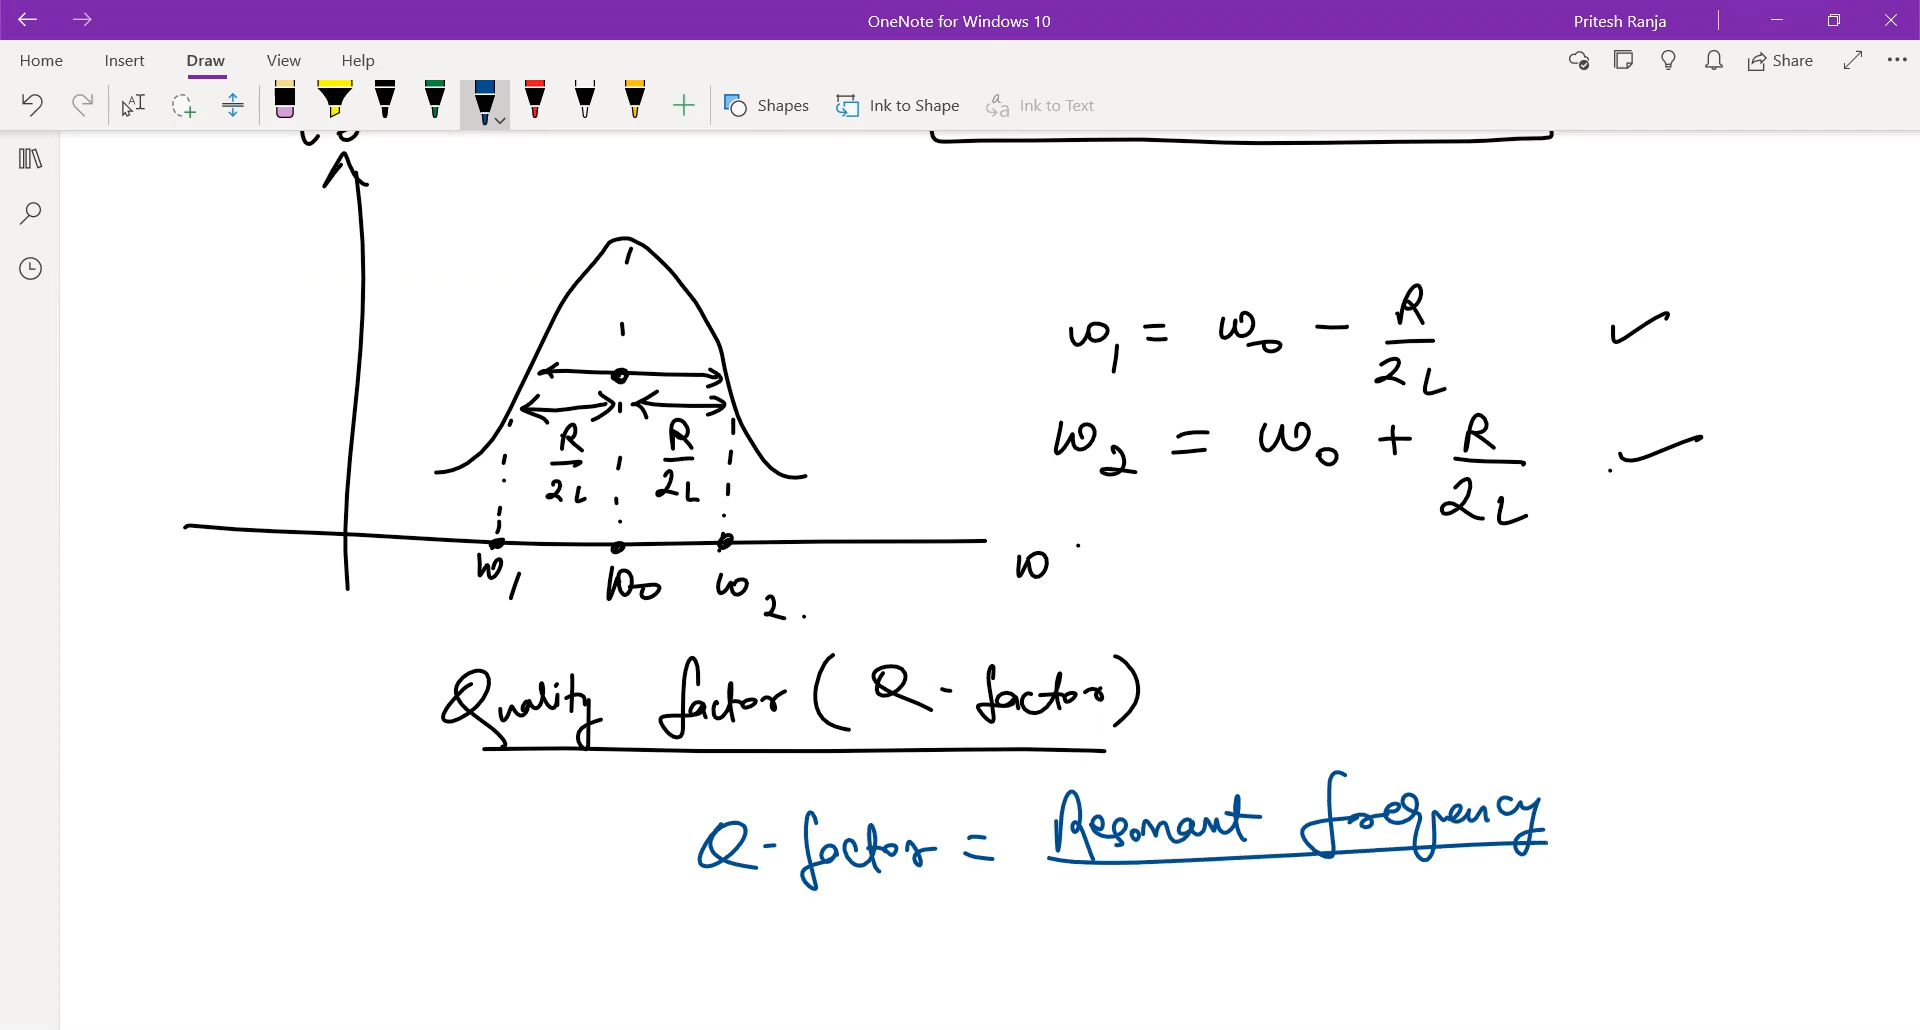 OneNote for Windows 10
Pritesh Ranja
Home Insert Draw View Help
Share
Shapes Ink to Shape Ink to Text
ω₁ = ω₀ − R/2L
ω₂ = ω₀ + R/2L
R/2L R/2L
ω₁ ω₀ ω₂ ω
Quality factor ( Q - factor )
Q - factor = Resonant frequency